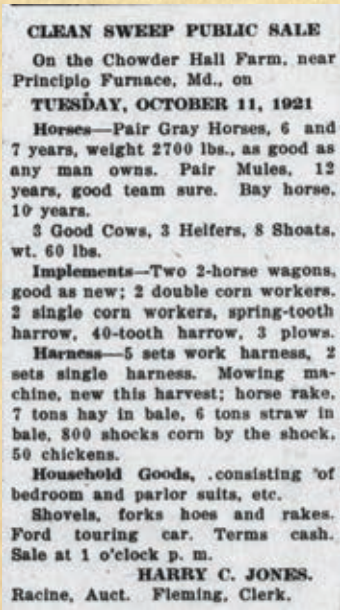 CLEAN SWEEP PUBLIC SALE
On the Chowder Hall Farm, near
Principio Furnace, Md., on
TUESDAY, OCTOBER 11, 1921
Horses—Pair Gray Horses, 6 and
7 years, weight 2700 lbs., as good as
any man owns. Pair Mules, 12
years, good team sure. Bay horse,
10 years.
3 Good Cows, 3 Heifers, 8 Shoats,
wt. 60 lbs.
Implements—Two 2-horse wagons,
good as new; 2 double corn workers.
2 single corn workers, spring-tooth
harrow, 40-tooth harrow, 3 plows.
Harness—5 sets work harness, 2
sets single harness. Mowing ma-
chine, new this harvest; horse rake,
7 tons hay in bale, 6 tons straw in
bale, 800 shocks corn by the shock,
50 chickens.
Household Goods, .consisting of
bedroom and parlor suits, etc.
Shovels, forks hoes and rakes.
Ford touring car. Terms cash.
Sale at 1 o'clock p. m.
HARRY C. JONES.
Racine, Auct. Fleming, Clerk.